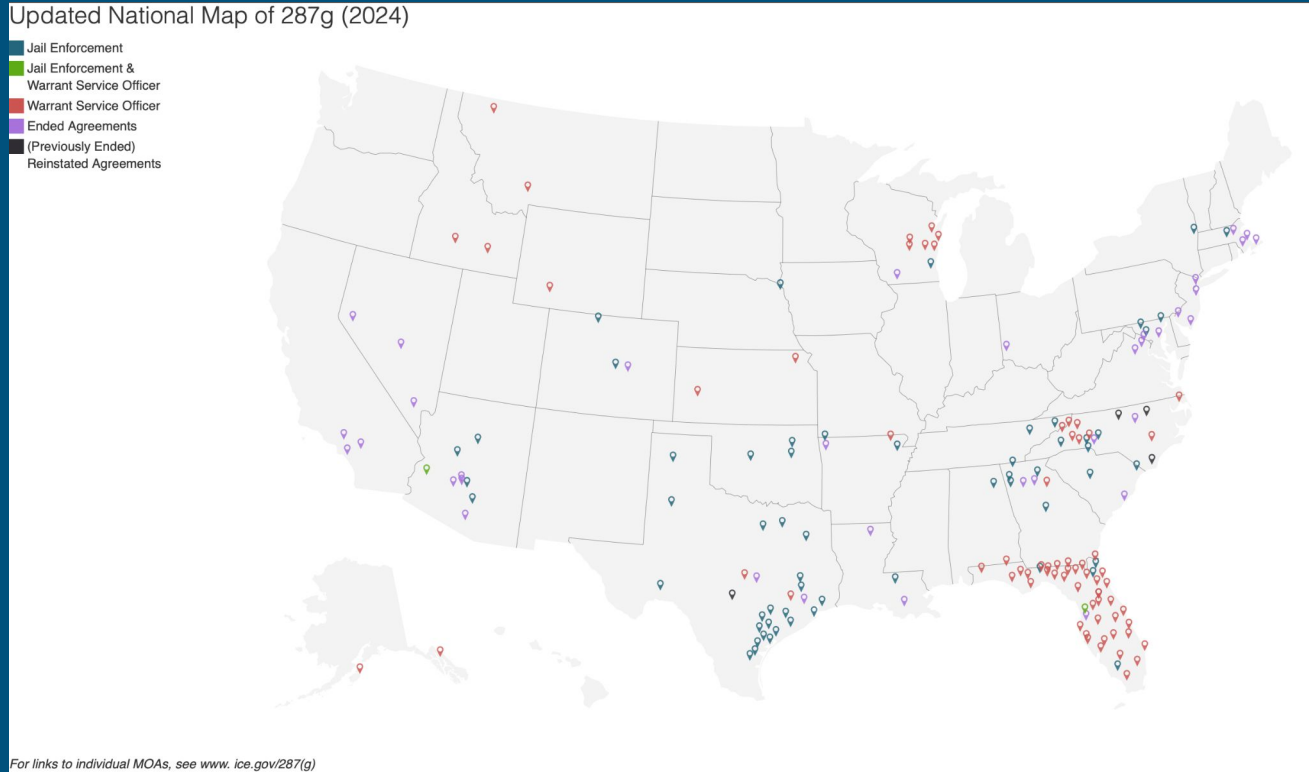 Updated National Map of 287g (2024)
Jail Enforcement
Jail Enforcement &
Warrant Service Officer
Warrant Service Officer
Ended Agreements
(Previously Ended)
Reinstated Agreements
For links to individual MOAs, see www. ice.gov/287(g)